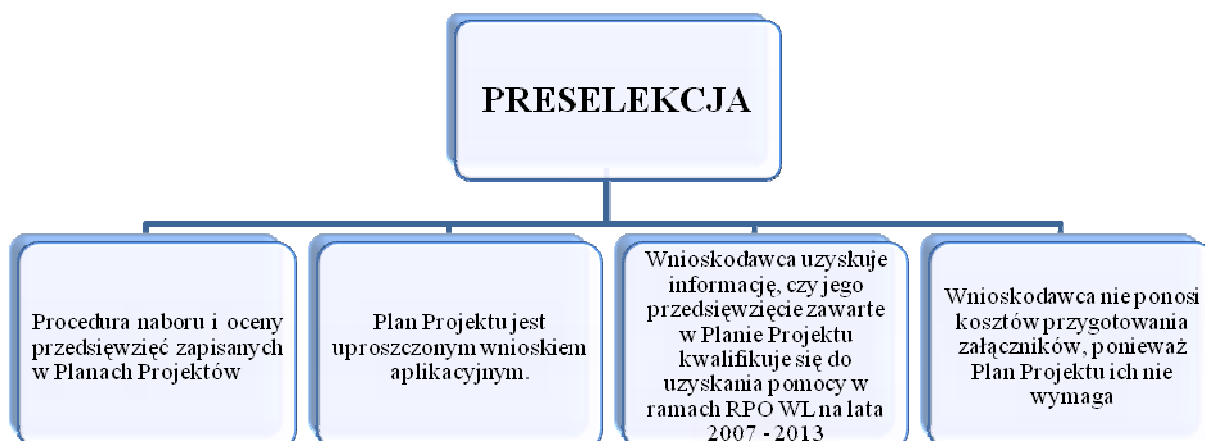 PRESELEKCJA
Procedura naboru i oceny
przedsięwzięć zapisanych
w Planach Projektów
Plan Projektu jest
uproszczonym wnioskiem
aplikacyjnym.
Wnioskodawca uzyskuje
informację, czy jego
przedsięwzięcie zawarte
w Planie Projektu
kwalifikuje się do
uzyskania pomocy w
ramach RPO WL na lata
2007 - 2013
Wnioskodawca nie ponosi
kosztów przygotowania
załączników, ponieważ
Plan Projektu ich nie
wymaga